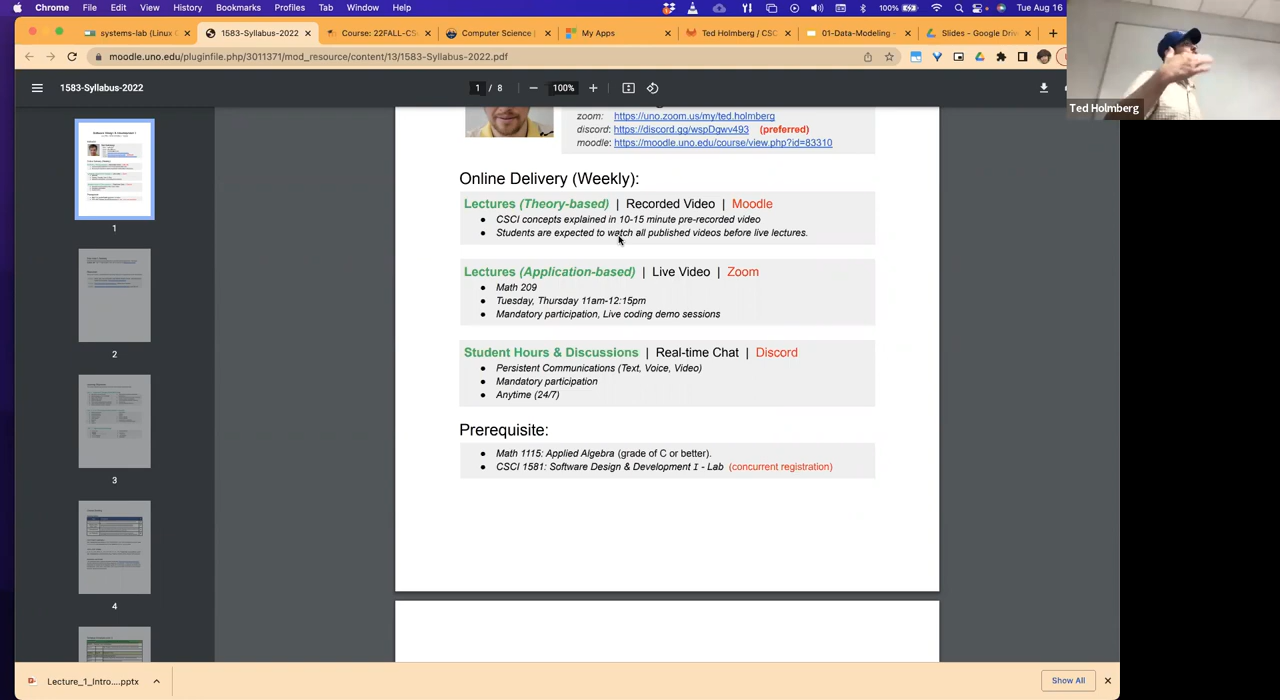 Chrome File Edit View History Bookmarks Profiles Tab Window Help 100% Tue Aug 16
systems-lab (Linux 1583-Syllabus-2022 Course: 22FALL-CS Computer Science | My Apps Ted Holmberg / CSC 01-Data-Modeling - Slides - Google Driv
moodle.uno.edu/pluginfile.php/3011371/mod_resource/content/13/1583-Syllabus-2022.pdf
1583-Syllabus-2022 1 / 8 100%
Ted Holmberg
zoom: https://uno.zoom.us/my/ted.holmberg
discord: https://discord.gg/wspDgwv493 (preferred)
moodle: https://moodle.uno.edu/course/view.php?id=83310
Online Delivery (Weekly):
Lectures (Theory-based) | Recorded Video | Moodle
● CSCI concepts explained in 10-15 minute pre-recorded video
● Students are expected to watch all published videos before live lectures.
Lectures (Application-based) | Live Video | Zoom
● Math 209
● Tuesday, Thursday 11am-12:15pm
● Mandatory participation, Live coding demo sessions
Student Hours & Discussions | Real-time Chat | Discord
● Persistent Communications (Text, Voice, Video)
● Mandatory participation
● Anytime (24/7)
Prerequisite:
● Math 1115: Applied Algebra (grade of C or better).
● CSCI 1581: Software Design & Development I - Lab (concurrent registration)
1
2
3
4
Lecture_1_Intro....pptx
Show All